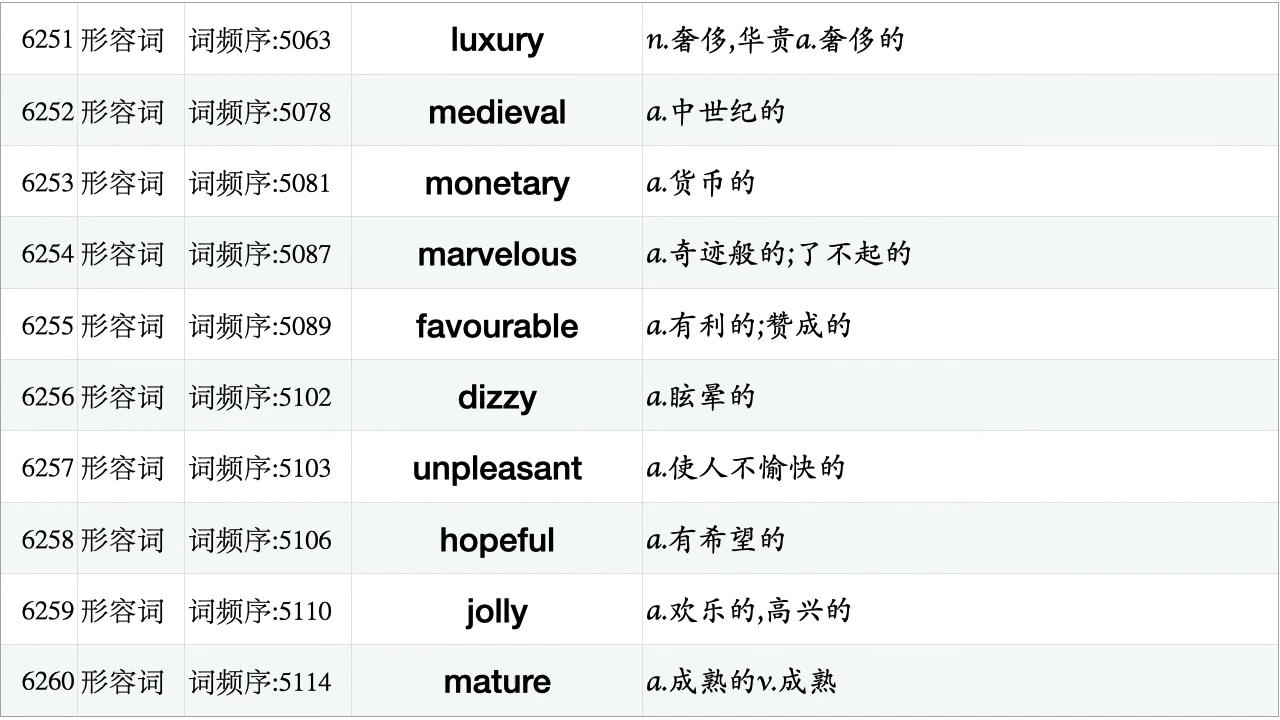 6251 形容词 词频序:5063 luxury n.奢侈,华贵a.奢侈的
6252 形容词 词频序:5078 medieval a.中世纪的
6253 形容词 词频序:5081 monetary a.货币的
6254 形容词 词频序:5087 marvelous a.奇迹般的;了不起的
6255 形容词 词频序:5089 favourable a.有利的;赞成的
6256 形容词 词频序:5102 dizzy a.眩晕的
6257 形容词 词频序:5103 unpleasant a.使人不愉快的
6258 形容词 词频序:5106 hopeful a.有希望的
6259 形容词 词频序:5110 jolly a.欢乐的,高兴的
6260 形容词 词频序:5114 mature a.成熟的v.成熟